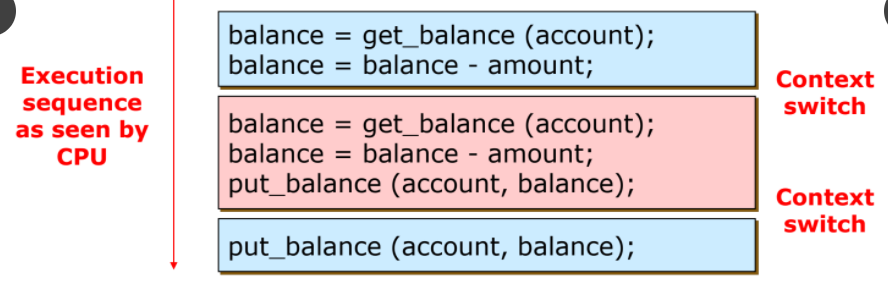 balance = get_balance (account);
balance = balance - amount;
Execution
sequence
as seen by
CPU
Context
switch
balance = get_balance (account);
balance = balance - amount;
put_balance (account, balance);
Context
switch
put_balance (account, balance);